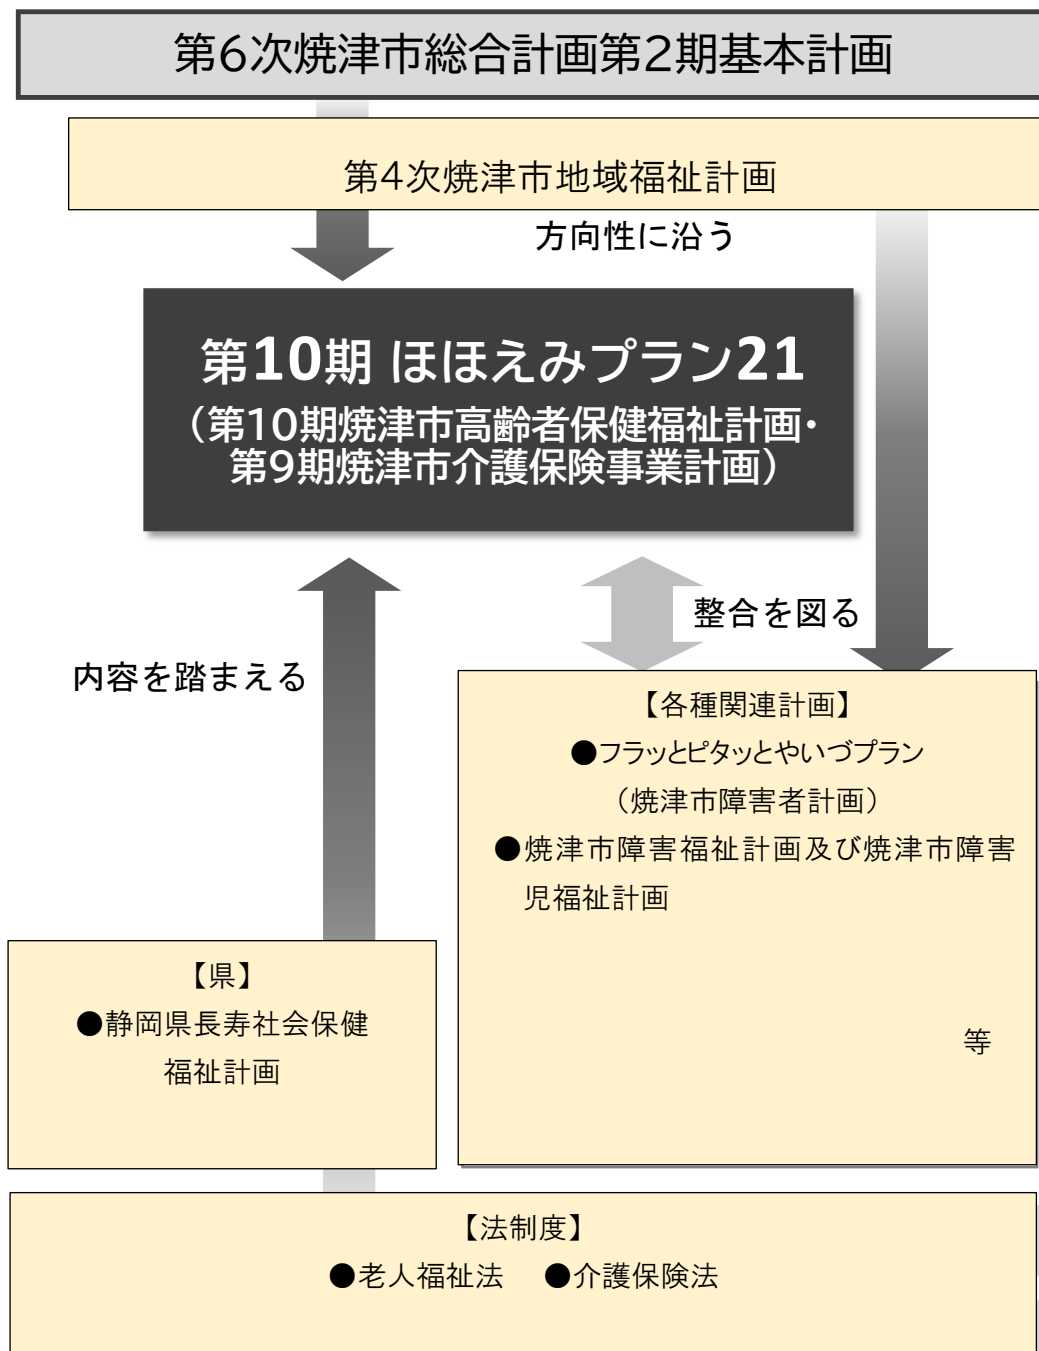 第6次焼津市総合計画第2期基本計画
第4次焼津市地域福祉計画
方向性に沿う
第10期 ほほえみプラン21
（第10期焼津市高齢者保健福祉計画・
第9期焼津市介護保険事業計画）
整合を図る
内容を踏まえる
【各種関連計画】
●フラッとピタッとやいづプラン
（焼津市障害者計画）
●焼津市障害福祉計画及び焼津市障害
児福祉計画
等
【県】
●静岡県長寿社会保健
福祉計画
【法制度】
●老人福祉法　●介護保険法